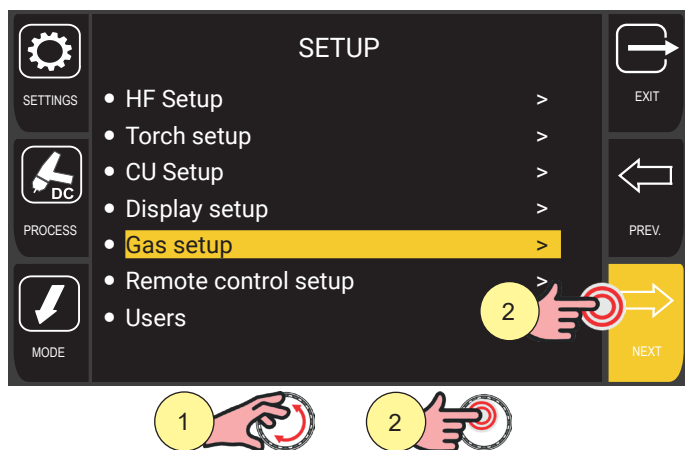 SETUP
SETTINGS
EXIT
• HF Setup >
• Torch setup >
• CU Setup >
DC
• Display setup >
PROCESS
PREV.
• Gas setup >
• Remote control setup >
• Users
2
MODE
NEXT
1
2